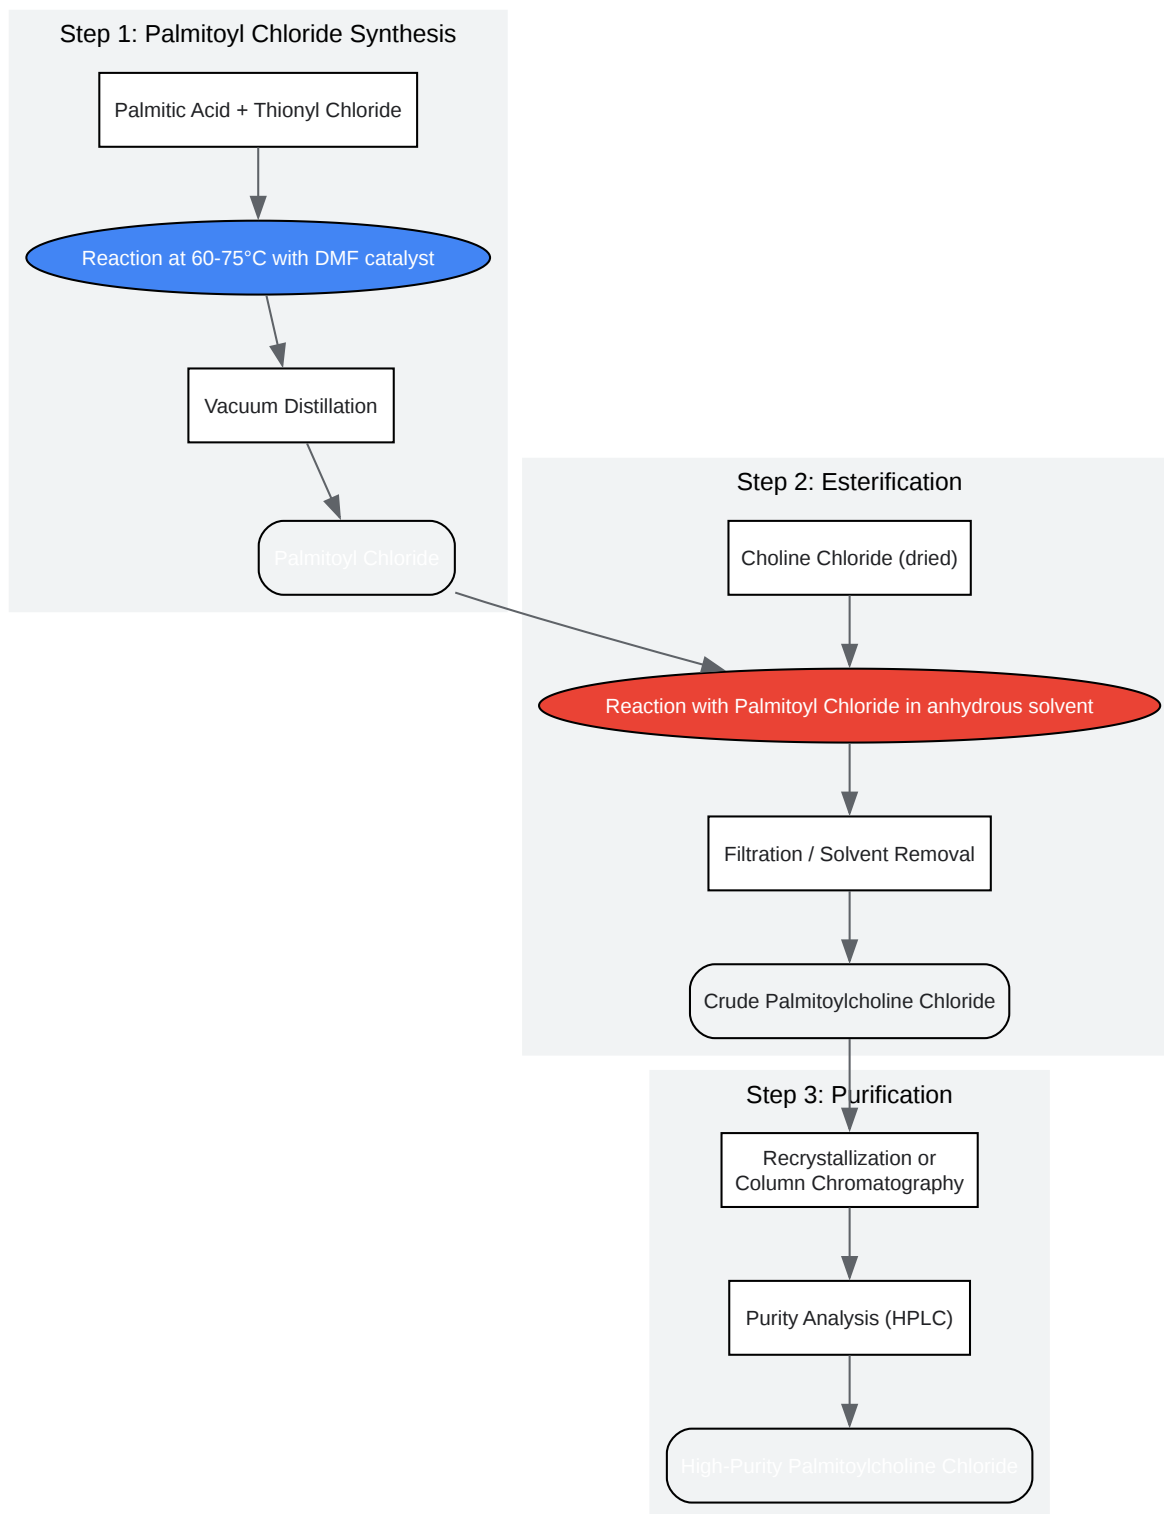 Step 1: Palmitoyl Chloride Synthesis
Palmitic Acid + Thionyl Chloride
Reaction at 60-75°C with DMF catalyst
Vacuum Distillation
Palmitoyl Chloride
Step 2: Esterification
Choline Chloride (dried)
Reaction with Palmitoyl Chloride in anhydrous solvent
Filtration / Solvent Removal
Crude Palmitoylcholine Chloride
Step 3: Purification
Recrystallization or
Column Chromatography
Purity Analysis (HPLC)
High-Purity Palmitoylcholine Chloride